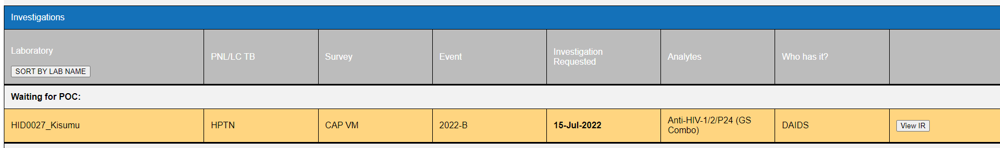 Investigations
Laboratory
SORT BY LAB NAME
PNL/LC TB
Survey
Event
Investigation
Requested
Analytes
Who has it?
Waiting for POC:
HID0027_Kisumu
HPTN
CAP VM
2022-B
15-Jul-2022
Anti-HIV-1/2/P24 (GS
Combo)
DAIDS
View IR